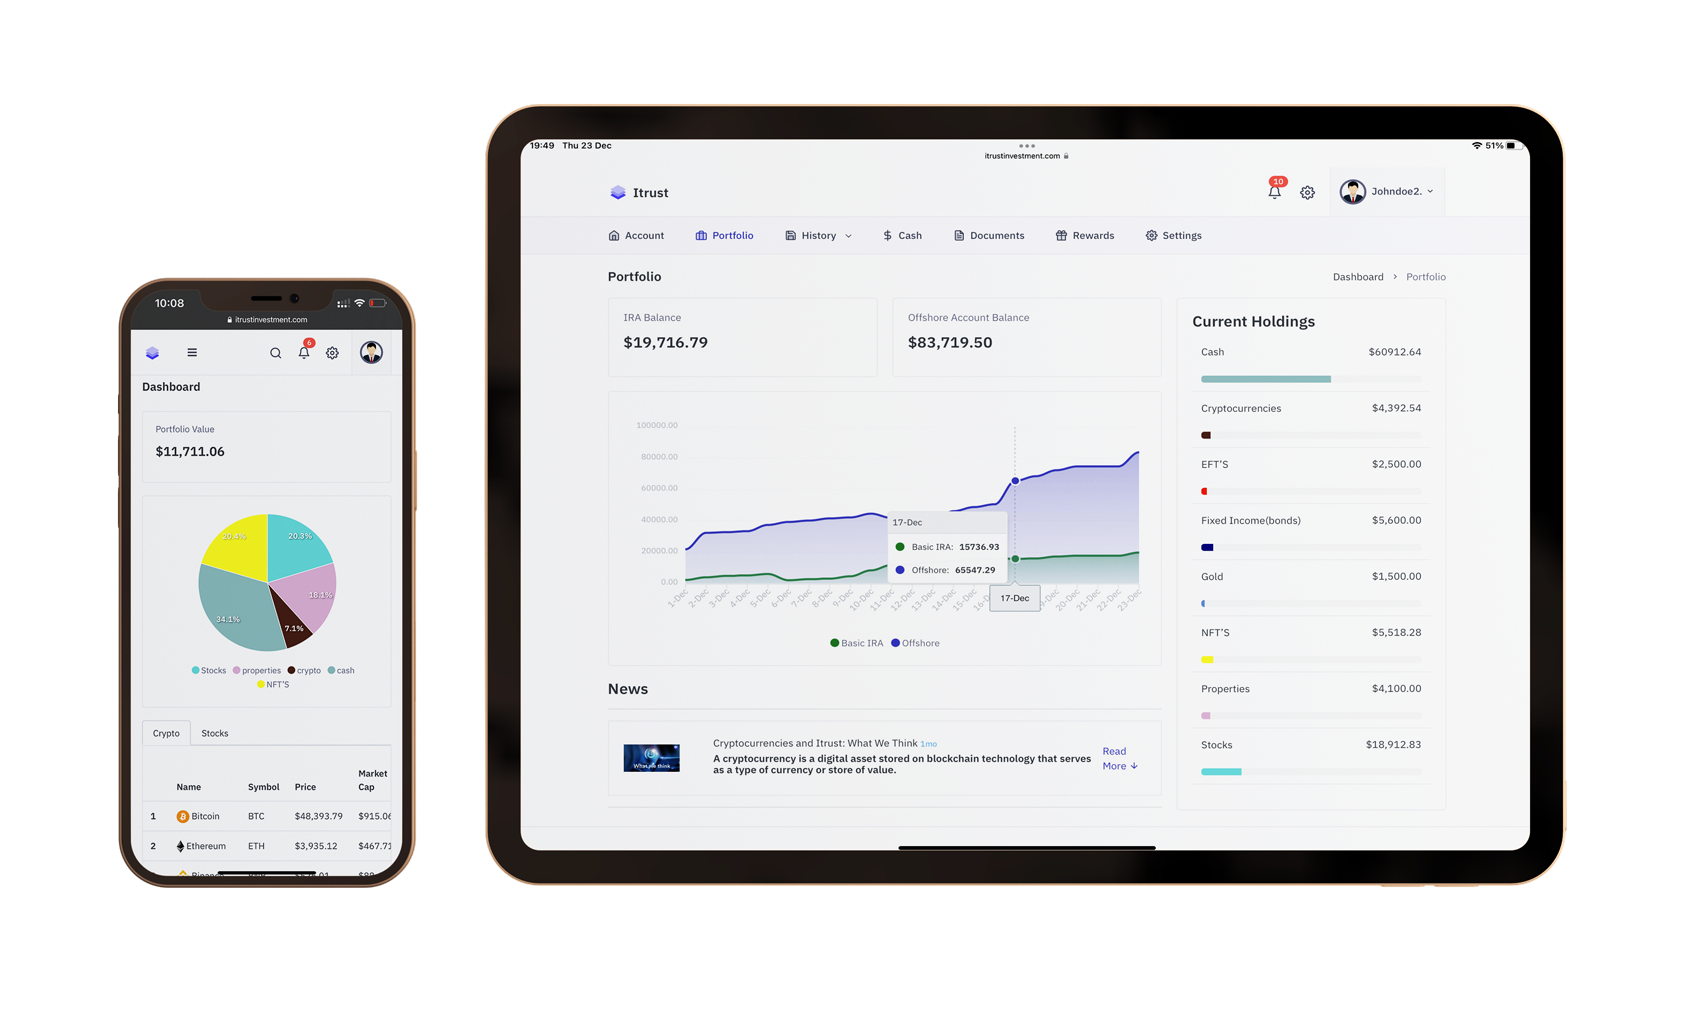 10:08
itrustinvestment.com
6
Dashboard
Portfolio Value
$11,711.06
20.4%
20.3%
18.1%
34.1%
7.1%
Stocks properties crypto cash
NFT'S
Crypto Stocks
Name Symbol Price Market Cap
1 Bitcoin BTC $48,393.79 $915.06
2 Ethereum ETH $3,935.12 $467.71
19:49 Thu 23 Dec
itrustinvestment.com
51%
Itrust
10
Johndoe2.
Account Portfolio History Cash Documents Rewards Settings
Portfolio
Dashboard > Portfolio
IRA Balance
$19,716.79
Offshore Account Balance
$83,719.50
100000.00
80000.00
60000.00
40000.00
20000.00
0.00
17-Dec
Basic IRA: 15736.93
Offshore: 65547.29
1-Dec 2-Dec 3-Dec 4-Dec 5-Dec 6-Dec 7-Dec 8-Dec 9-Dec 10-Dec 11-Dec 12-Dec 13-Dec 14-Dec 15-Dec 17-Dec 20-Dec 21-Dec 22-Dec 23-Dec
Basic IRA Offshore
News
What we think
Cryptocurrencies and Itrust: What We Think 1mo
A cryptocurrency is a digital asset stored on blockchain technology that serves
as a type of currency or store of value.
Read
More
Current Holdings
Cash $60912.64
Cryptocurrencies $4,392.54
EFT'S $2,500.00
Fixed Income(bonds) $5,600.00
Gold $1,500.00
NFT'S $5,518.28
Properties $4,100.00
Stocks $18,912.83